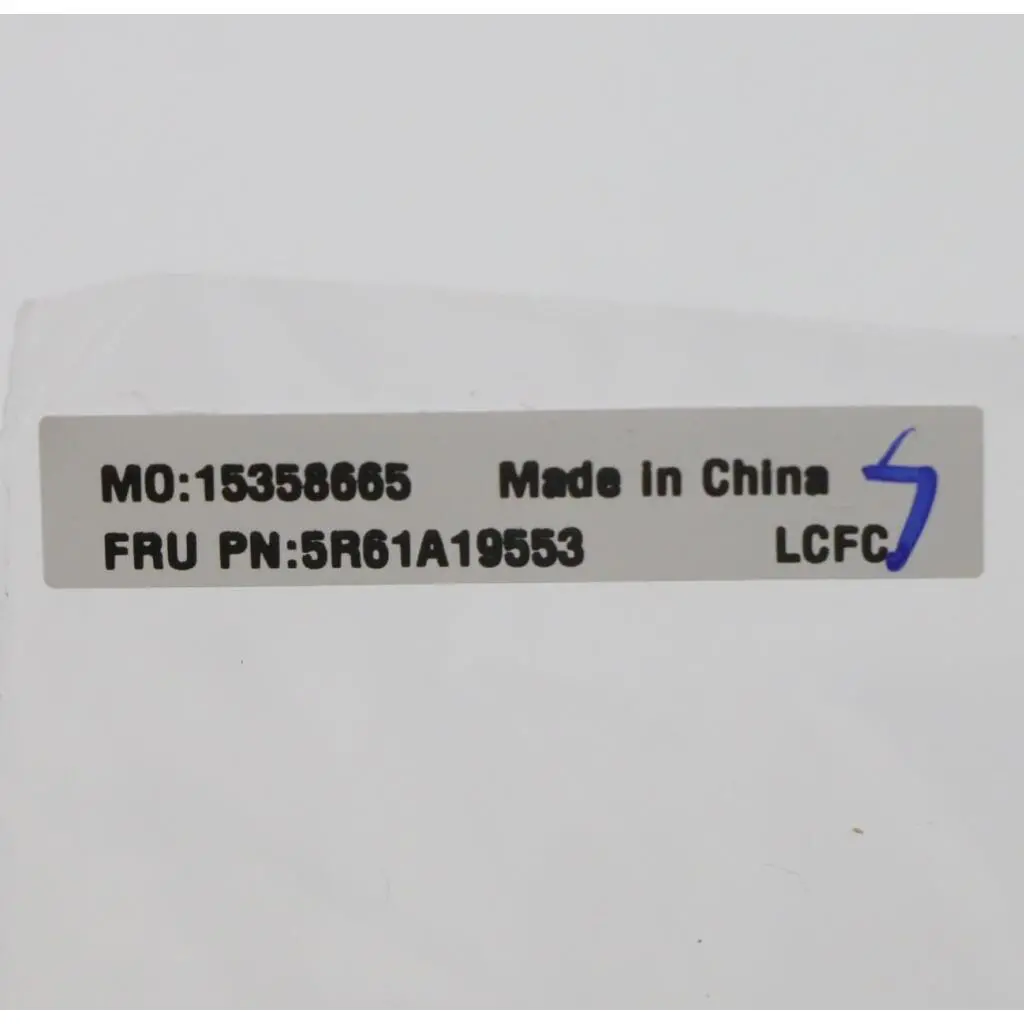 MO:15358665 Made in China
FRU PN:5R61A19553 LCFC